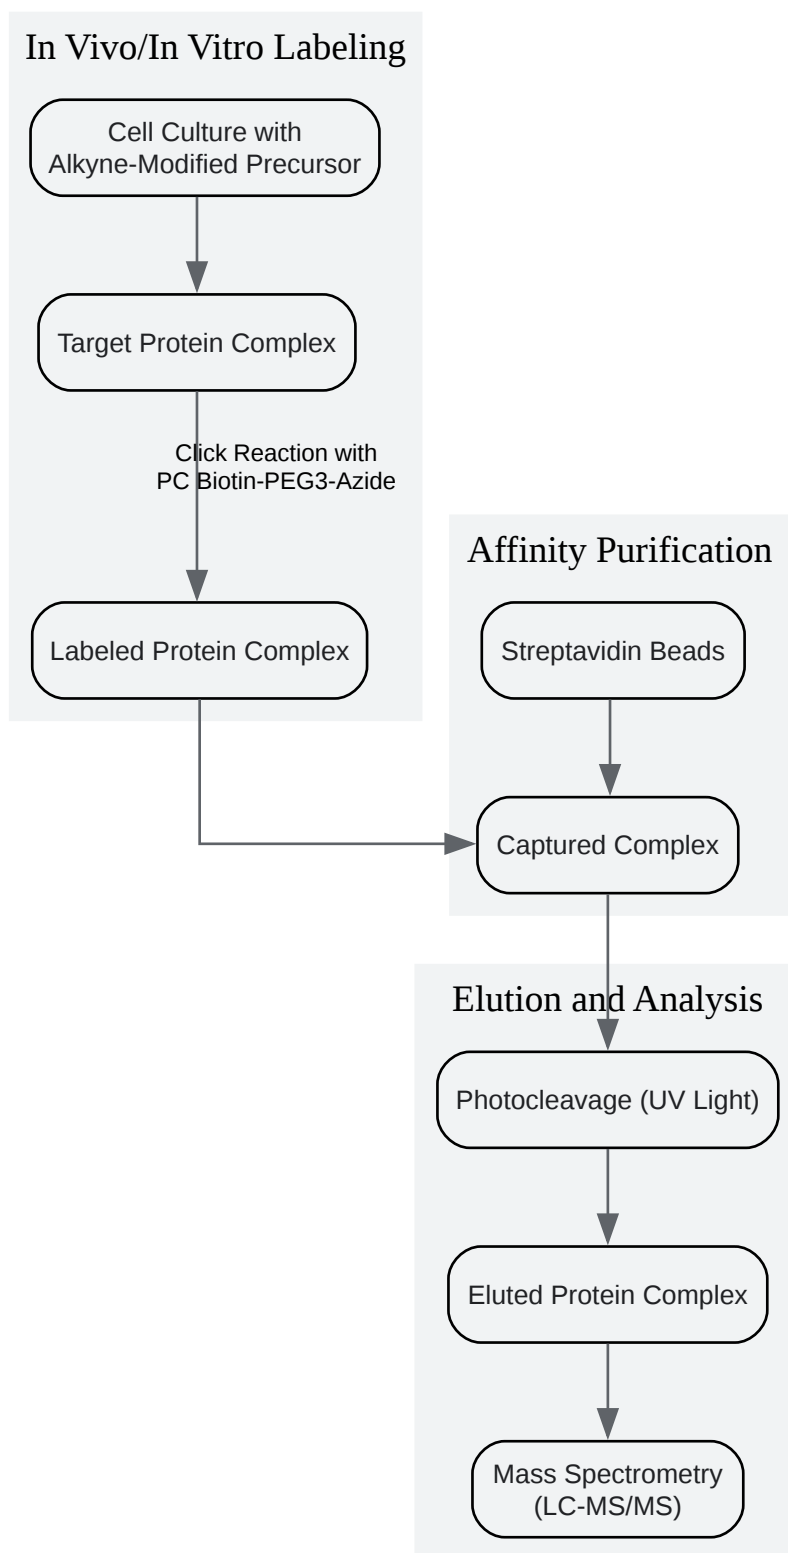 In Vivo/In Vitro Labeling
Cell Culture with
Alkyne-Modified Precursor
Target Protein Complex
Click Reaction with
PC Biotin-PEG3-Azide
Labeled Protein Complex
Affinity Purification
Streptavidin Beads
Captured Complex
Elution and Analysis
Photocleavage (UV Light)
Eluted Protein Complex
Mass Spectrometry
(LC-MS/MS)